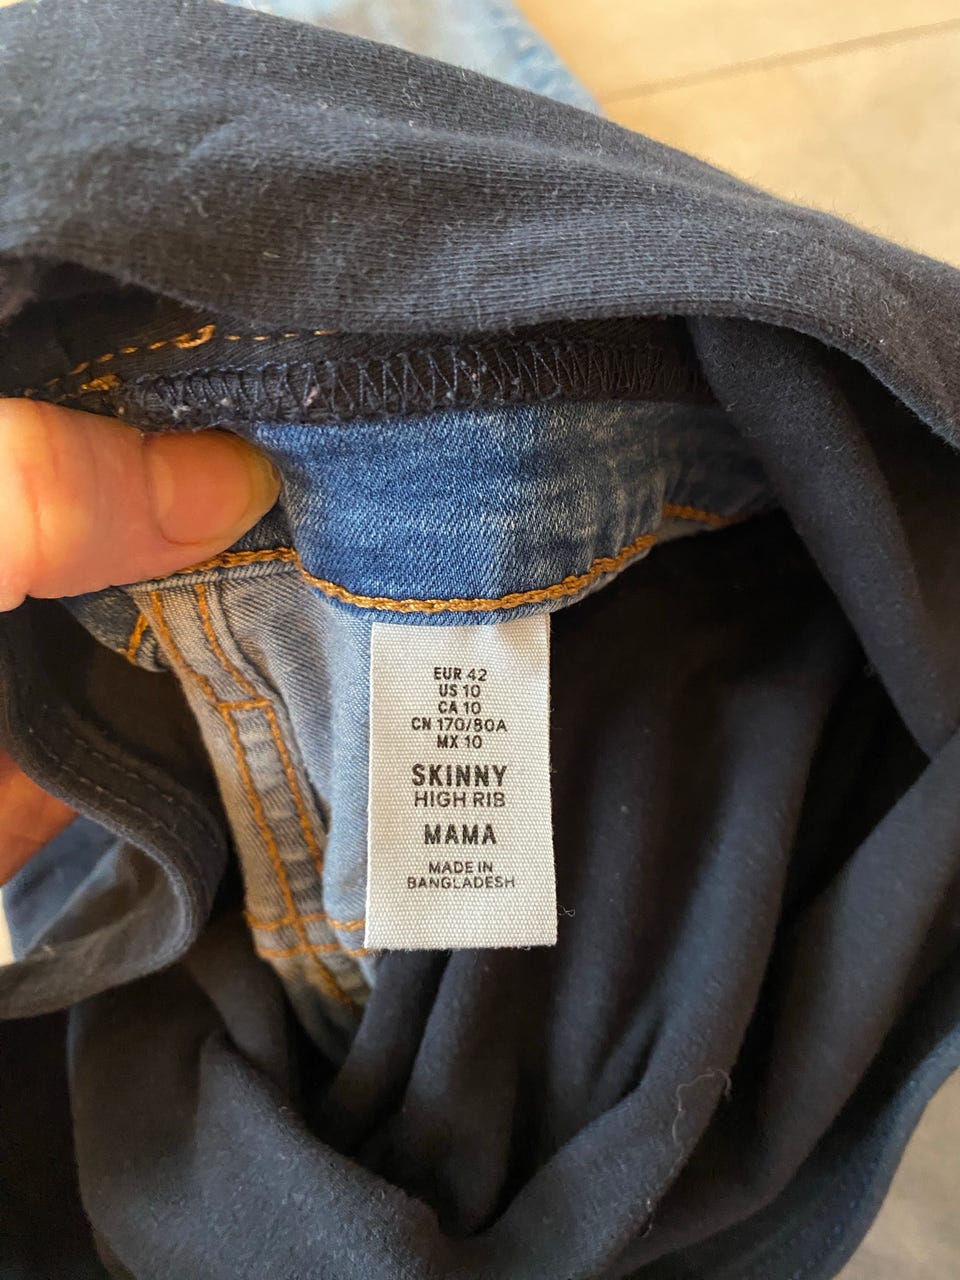 EUR 42
US 10
CA 10
CN 170/80A
MX 10
SKINNY
HIGH RIB
MAMA
MADE IN
BANGLADESH